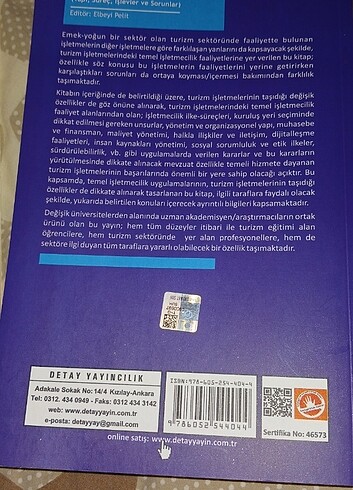 (Yapı, Süreç, İşlevler ve Sorunlar)
Editör: Elbeyi Pelit
Emek-yoğun bir sektör olan turizm sektöründe faaliyette bulunan
işletmelerin diğer işletmelere göre farklılaşan yanlarını da kapsayacak şekilde,
turizm işletmelerindeki temel işletmecilik faaliyetlerine yer verilen bu kitap;
özellikle söz konusu bu işletmelerin faaliyetlerini yerine getirirken
karşılaştıkları sorunları da ortaya koyması/içermesi bakımından farklılık
taşımaktadır.
Kitabın içeriğinde de belirtildiği üzere, turizm işletmelerinin taşıdığı değişik
özellikler de göz önüne alınarak, turizm işletmelerindeki temel işletmecilik
faaliyet alanlarından olan; işletmecilik ilke-süreçleri, kuruluş yeri seçiminde
dikkat edilmesi gereken unsurlar, yönetim ve organizasyonel yapı, muhasebe
ve finansman, maliyet yönetimi, halkla ilişkiler ve iletişim, dijitalleşme
faaliyetleri, insan kaynakları yönetimi, sosyal sorumluluk ve etik ilkeler,
sürdürülebilirlik, vb. gibi uygulamalarda verilen kararlar ve bu kararların
yürütülmesinde dikkate alınacak mevzuat özellikle temeli hizmete dayanan
turizm işletmelerinin başarılarında önemli bir yere sahip olacağı açıktır. Bu
kapsamda, temel işletmecilik uygulamalarının, turizm işletmelerinin taşıdığı
özellikler de dikkate alınarak tasarlanan bu kitap, ilgili taraflara faydalı olacak
şekilde, yukarıda belirtilen konuları içerecek ayrıntılı bilgileri kapsamaktadır.
Değişik üniversitelerden alanında uzman akademisyen/araştırmacıların ortak
ürünü olan bu yayın; hem tüm düzeyler itibari ile turizm eğitimi alan
öğrencilere, hem turizm sektöründe yer alan profesyonellere, hem de
sektöre ilgi duyan tüm taraflara yararlı olabilecek bir özellik taşımaktadır.
DETAY YAYINCILIK
Adakale Sokak No: 14/4 Kızılay-Ankara
Tel: 0312. 434 0949 - Faks: 0312 434 3142
web: www.detayyayin.com.tr
e-posta: detayyay@gmail.com
online satış: www.detayyayin.com.tr
ISBN: 978-605-254-404-4
9 786052 544044
Sertifika No: 46573